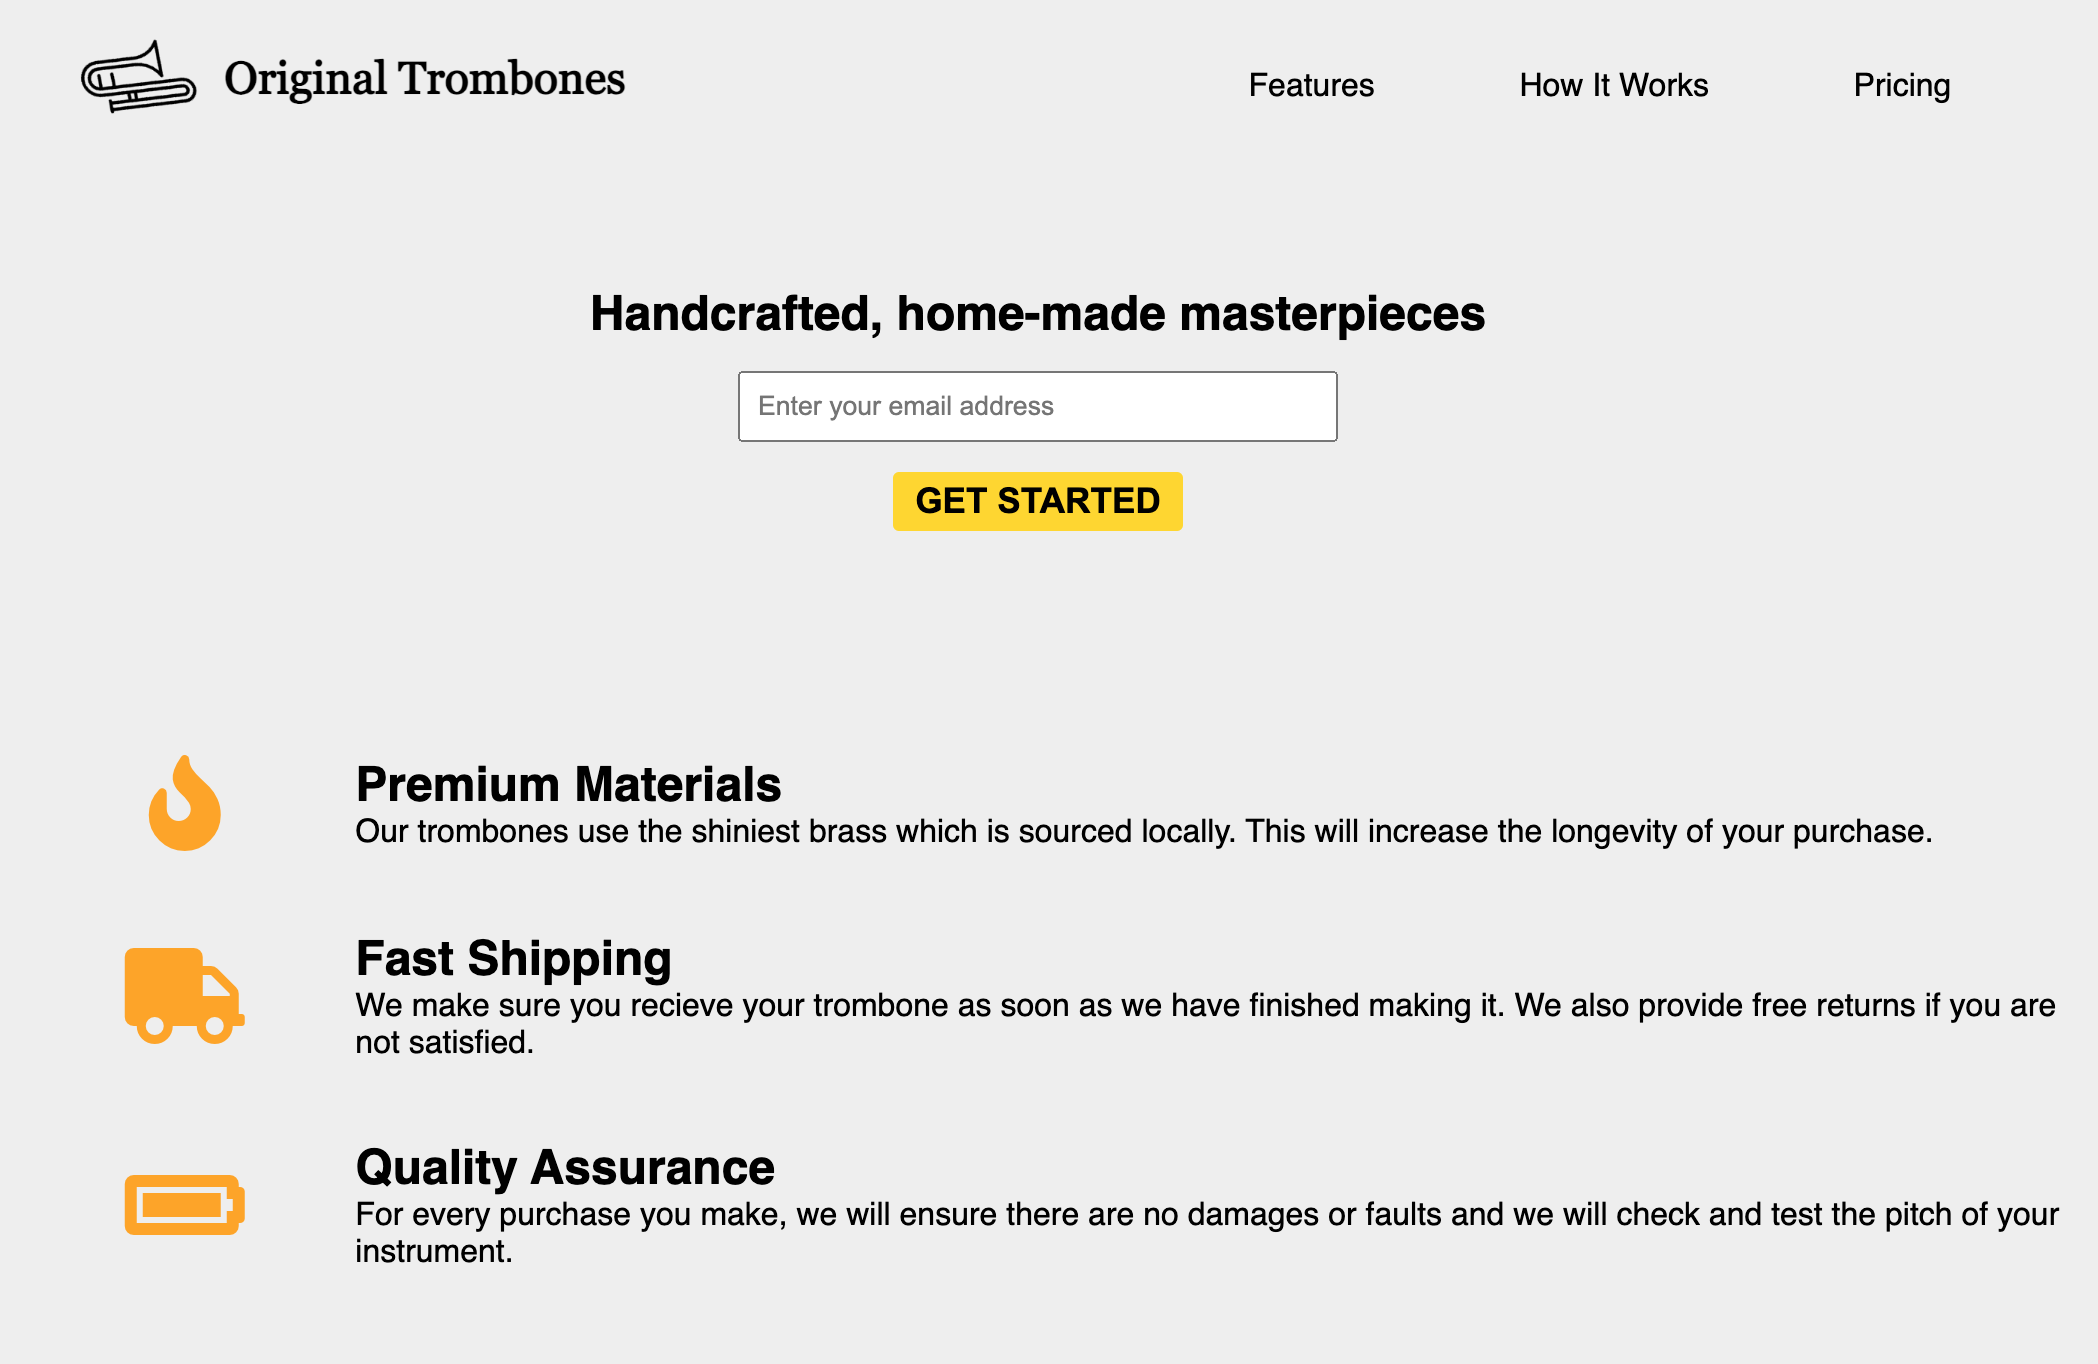 Original Trombones
Features
How It Works
Pricing
Handcrafted, home-made masterpieces
Enter your email address
GET STARTED
Premium Materials
Our trombones use the shiniest brass which is sourced locally. This will increase the longevity of your purchase.
Fast Shipping
We make sure you recieve your trombone as soon as we have finished making it. We also provide free returns if you are
not satisfied.
Quality Assurance
For every purchase you make, we will ensure there are no damages or faults and we will check and test the pitch of your
instrument.